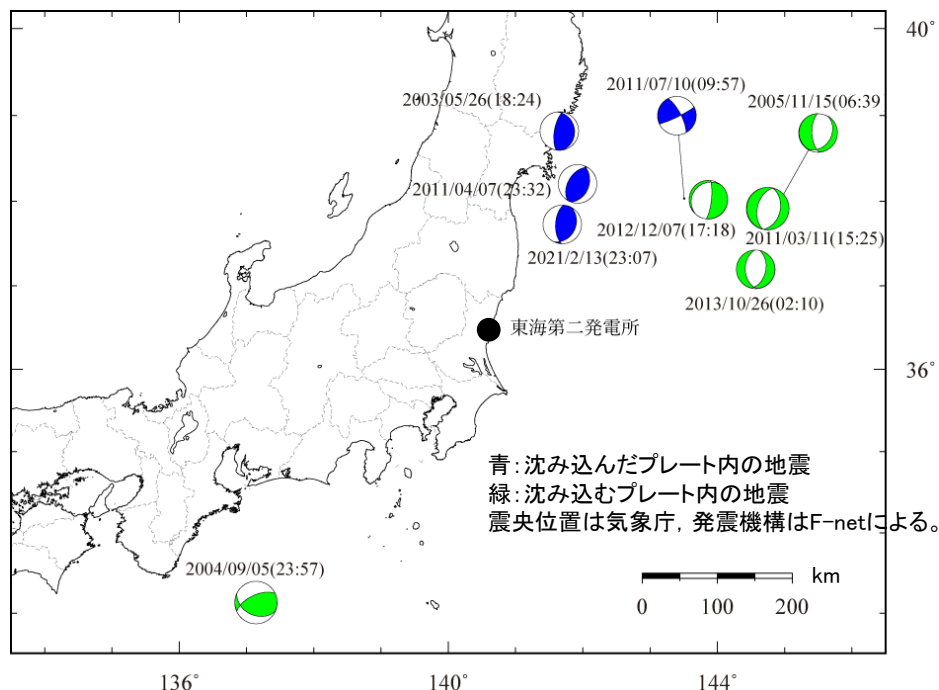 40°
2011/07/10(09:57)
2005/11/15(06:39
2003/05/26(18:24)
2011/04/07(23:32)
2012/12/07(17:18)
2011/03/11(15:25)
2021/2/13(23:07)
2013/10/26(02:10)
東海第二発電所
36°
青:沈み込んだプレート内の地震
緑:沈み込むプレート内の地震
震央位置は気象庁,発震機構はF-netによる。
2004/09/05(23:57)
km
0 100 200
136° 140° 144°